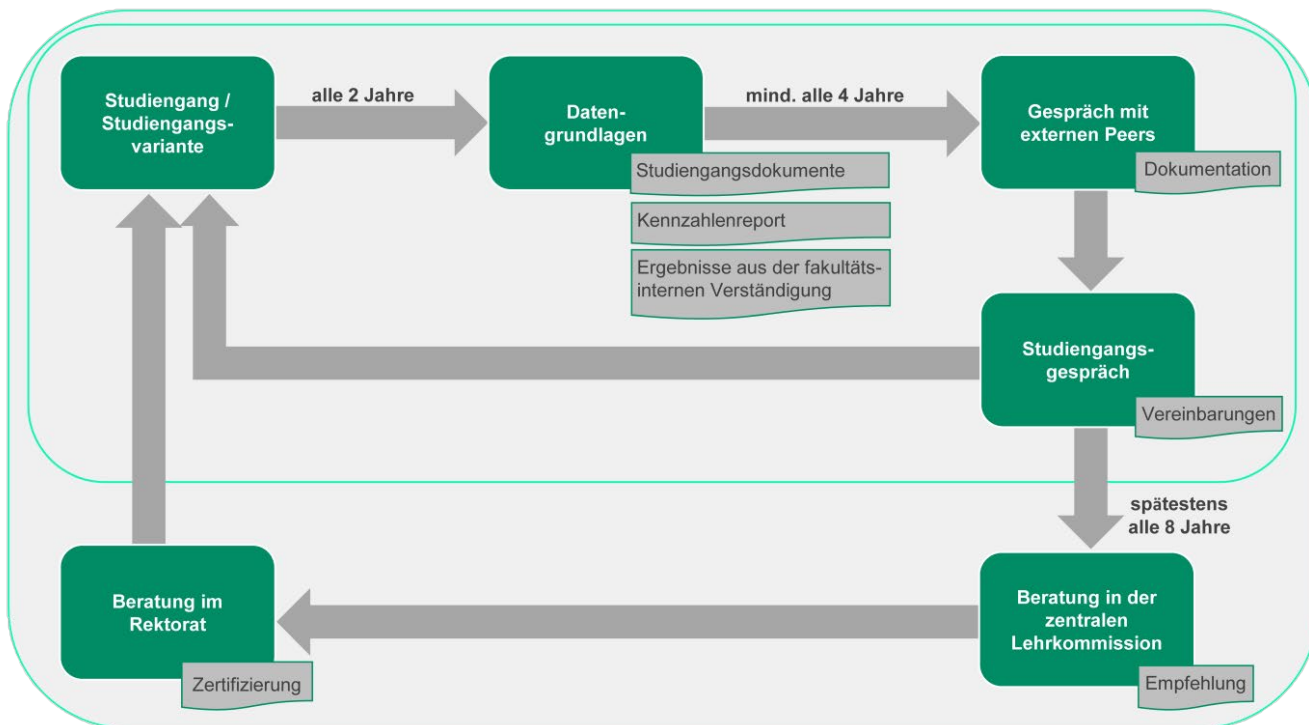 Studiengang /
Studiengangs-
variante
alle 2 Jahre
Daten-
grundlagen
mind. alle 4 Jahre
Gespräch mit
externen Peers
Studiengangsdokumente
Dokumentation
Kennzahlenreport
Ergebnisse aus der fakultäts-
internen Verständigung
Studiengangs-
gespräch
Vereinbarungen
spätestens
alle 8 Jahre
Beratung im
Rektorat
Beratung in der
zentralen
Lehrkommission
Zertifizierung
Empfehlung